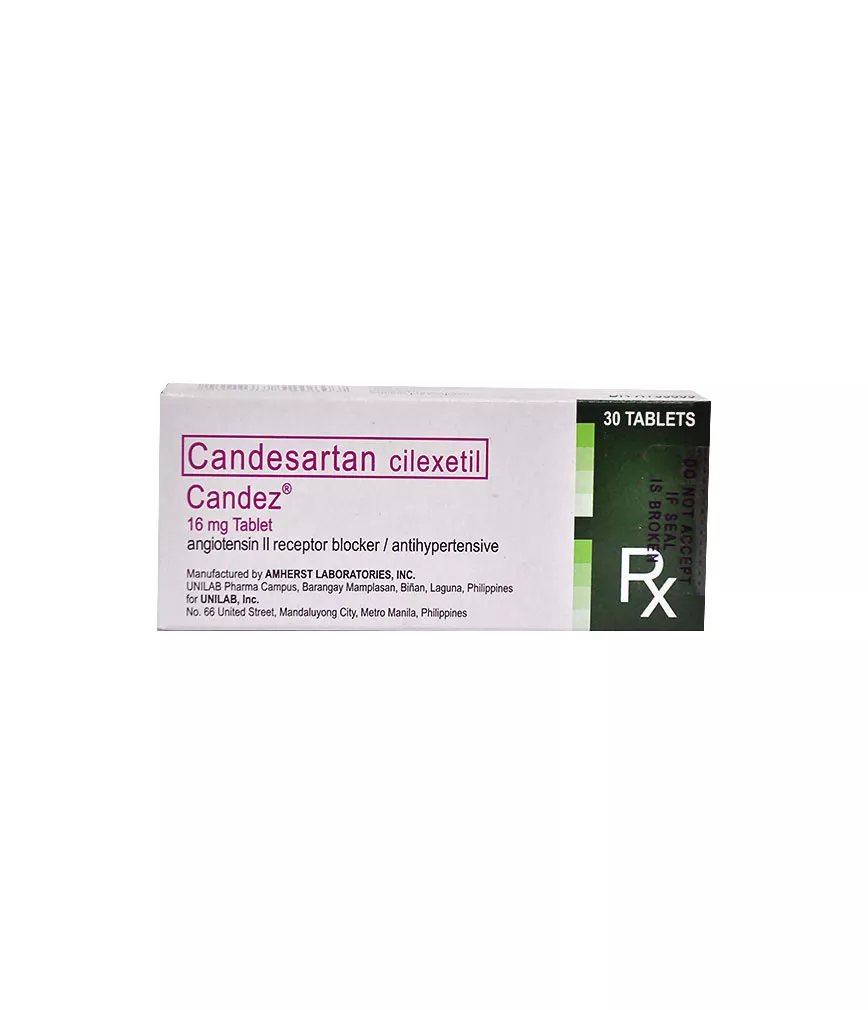 30 TABLETS
Candesartan cilexetil
Candez®
16 mg Tablet
angiotensin II receptor blocker / antihypertensive
Manufactured by AMHERST LABORATORIES, INC.
UNILAB Pharma Campus, Barangay Mamplasan, Biñan, Laguna, Philippines
for UNILAB, Inc.
No. 66 United Street, Mandaluyong City, Metro Manila, Philippines
DO NOT ACCEPT
IF SEAL
IS BROKEN
Rx